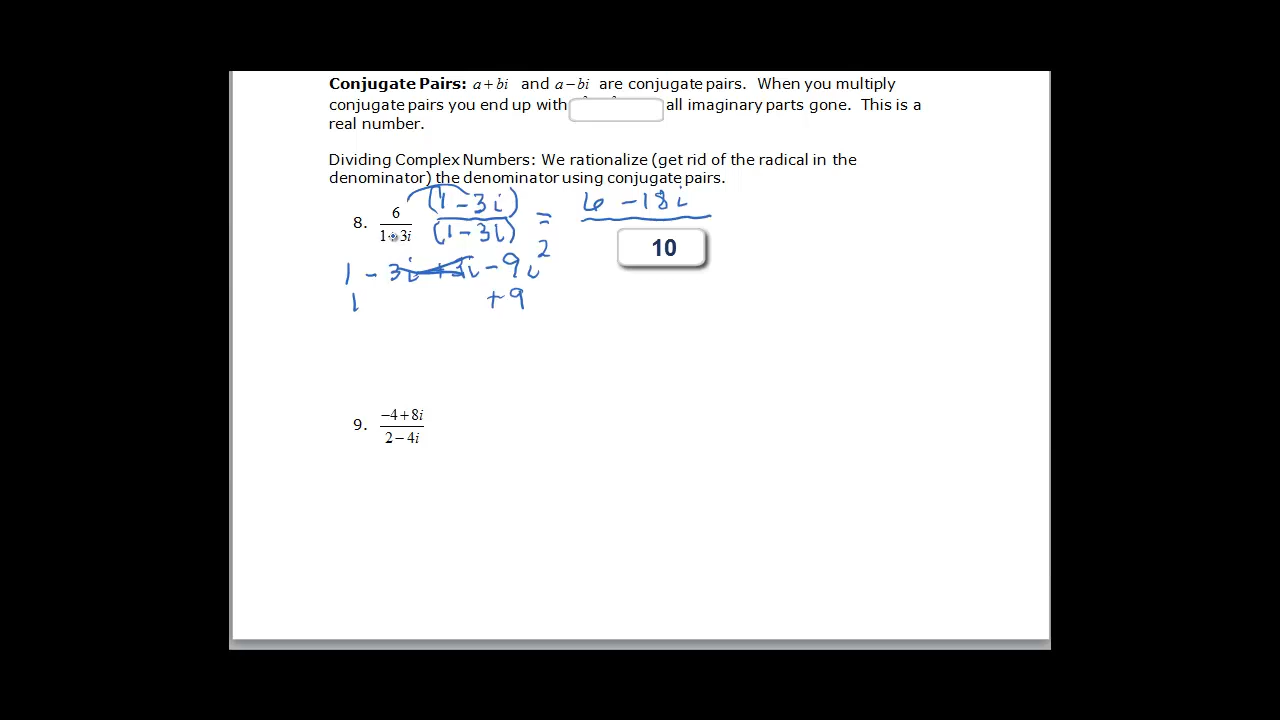 Conjugate Pairs: a + bi and a − bi are conjugate pairs. When you multiply
conjugate pairs you end up with all imaginary parts gone. This is a
real number.
Dividing Complex Numbers: We rationalize (get rid of the radical in the
denominator) the denominator using conjugate pairs.
8. 6/(1+3i) (1 − 3i)/(1 − 3i) = 6 − 18i/10
1 − 3i + 3i − 9i²
1 + 9
9. −4+8i/2−4i